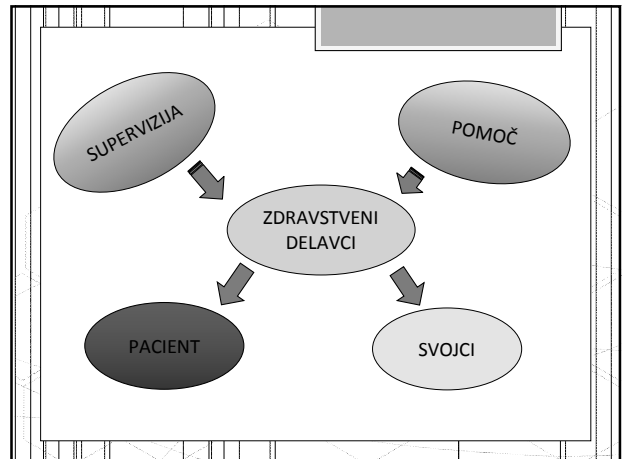 SUPERVIZIJA
POMOČ
ZDRAVSTVENI
DELAVCI
PACIENT
SVOJCI